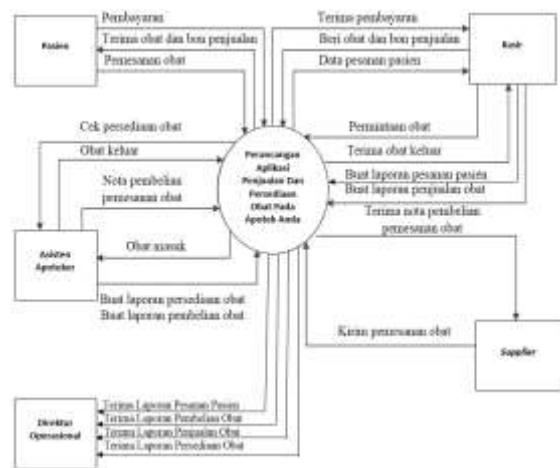 Pembayaran
Terima obat dan bon penjualan
Pemesanan obat
Pasien
Terima pembayaran
Beri obat dan bon penjualan
Data pesanan pasien
Kasir
Cek persediaan obat
Obat keluar
Nota pembelian
pemesanan obat
Perancangan
Aplikasi
Penjualan Dan
Persediaan
Obat Pada
Apotek Anda
Permintaan obat
Terima obat keluar
Buat laporan pesanan pasien
Buat laporan penjualan obat
Terima nota pembelian
pemesanan obat
Asisten
Apoteker
Obat masuk
Buat laporan persediaan obat
Buat laporan pembelian obat
Kirim pemesanan obat
Supplier
Direktur
Operasional
Terima Laporan Pesanan Pasien
Terima Laporan Pembelian Obat
Terima Laporan Penjualan Obat
Terima Laporan Persediaan Obat